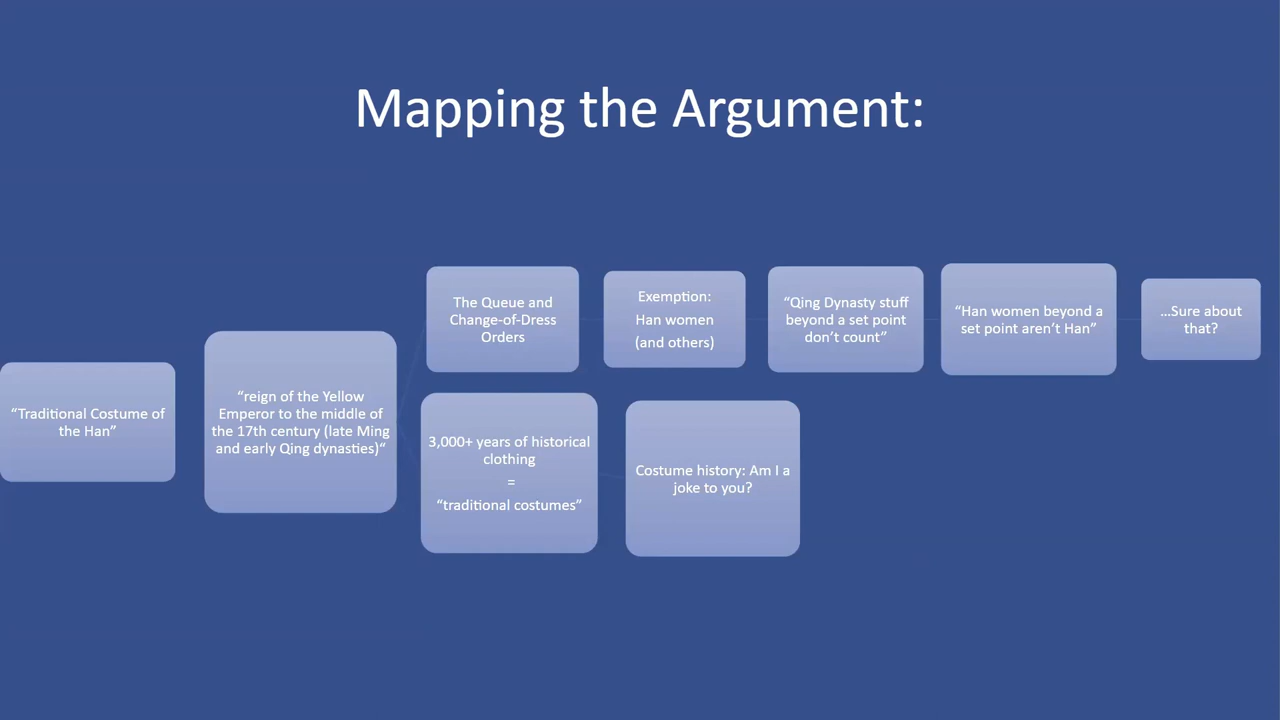 Mapping the Argument:
“Traditional Costume of
the Han”
“reign of the Yellow
Emperor to the middle of
the 17th century (late Ming
and early Qing dynasties)“
The Queue and
Change-of-Dress
Orders
Exemption:
Han women
(and others)
“Qing Dynasty stuff
beyond a set point
don’t count”
“Han women beyond a
set point aren’t Han”
...Sure about
that?
3,000+ years of historical
clothing
=
“traditional costumes”
Costume history: Am I a
joke to you?